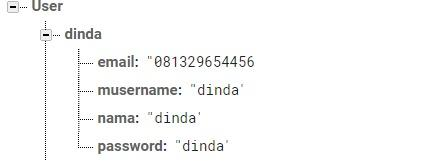 User
dinda
email: "081329654456
musername: "dinda'
nama: "dinda'
password: "dinda'